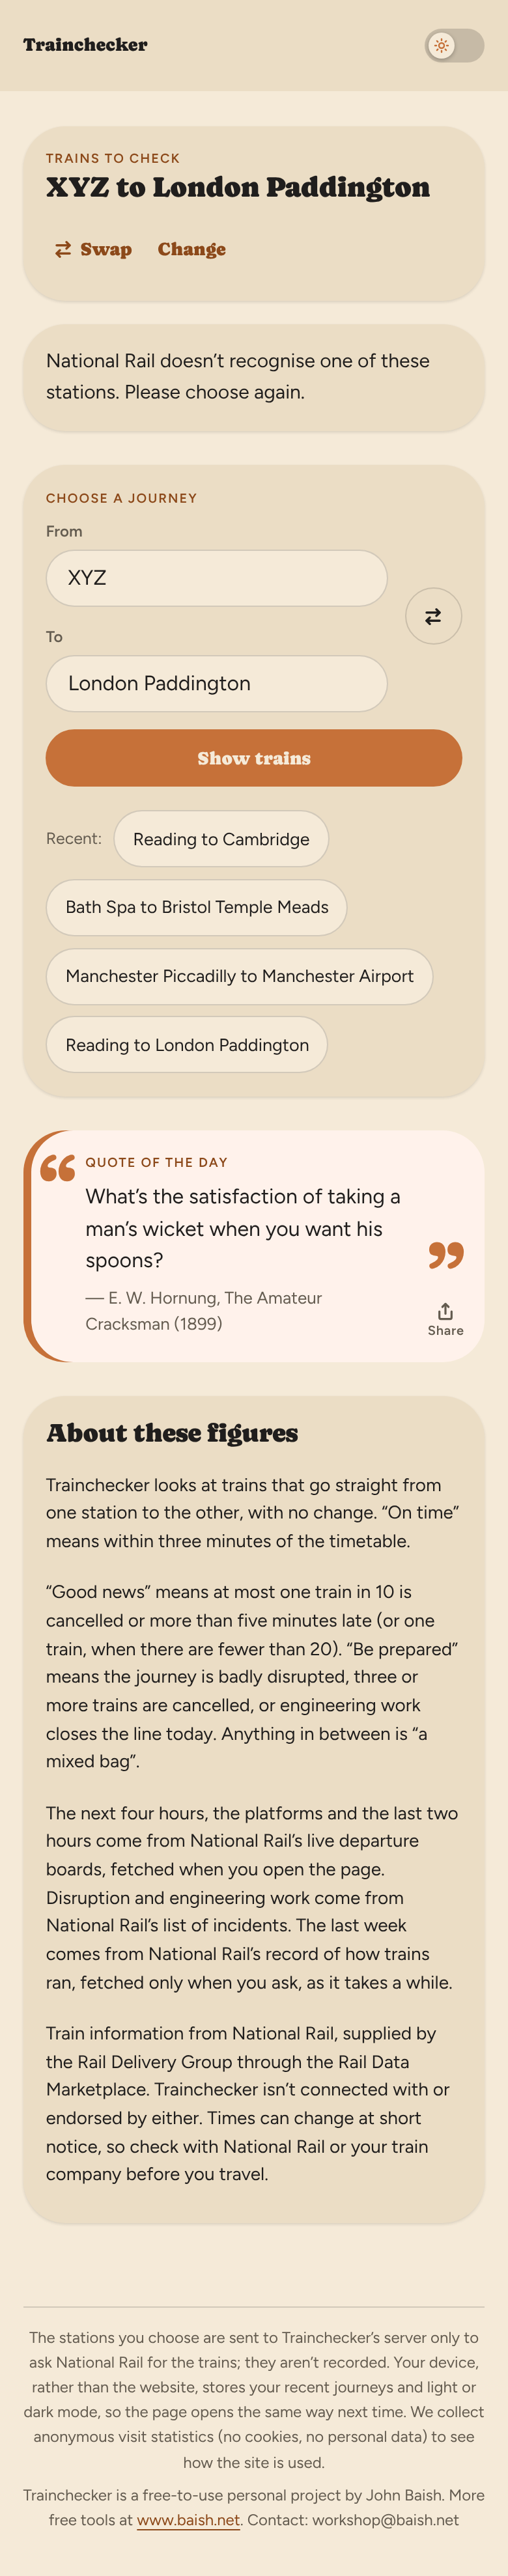 Trainchecker
TRAINS TO CHECK
XYZ to London Paddington
Swap Change
National Rail doesn’t recognise one of these
stations. Please choose again.
CHOOSE A JOURNEY
From
XYZ
To
London Paddington
Show trains
Recent: Reading to Cambridge
Bath Spa to Bristol Temple Meads
Manchester Piccadilly to Manchester Airport
Reading to London Paddington
“ QUOTE OF THE DAY
What’s the satisfaction of taking a
man’s wicket when you want his
spoons?
”
— E. W. Hornung, The Amateur
Cracksman (1899)
Share
About these figures
Trainchecker looks at trains that go straight from
one station to the other, with no change. “On time”
means within three minutes of the timetable.
“Good news” means at most one train in 10 is
cancelled or more than five minutes late (or one
train, when there are fewer than 20). “Be prepared”
means the journey is badly disrupted, three or
more trains are cancelled, or engineering work
closes the line today. Anything in between is “a
mixed bag”.
The next four hours, the platforms and the last two
hours come from National Rail’s live departure
boards, fetched when you open the page.
Disruption and engineering work come from
National Rail’s list of incidents. The last week
comes from National Rail’s record of how trains
ran, fetched only when you ask, as it takes a while.
Train information from National Rail, supplied by
the Rail Delivery Group through the Rail Data
Marketplace. Trainchecker isn’t connected with or
endorsed by either. Times can change at short
notice, so check with National Rail or your train
company before you travel.
The stations you choose are sent to Trainchecker’s server only to
ask National Rail for the trains; they aren’t recorded. Your device,
rather than the website, stores your recent journeys and light or
dark mode, so the page opens the same way next time. We collect
anonymous visit statistics (no cookies, no personal data) to see
how the site is used.
Trainchecker is a free-to-use personal project by John Baish. More
free tools at www.baish.net. Contact: workshop@baish.net